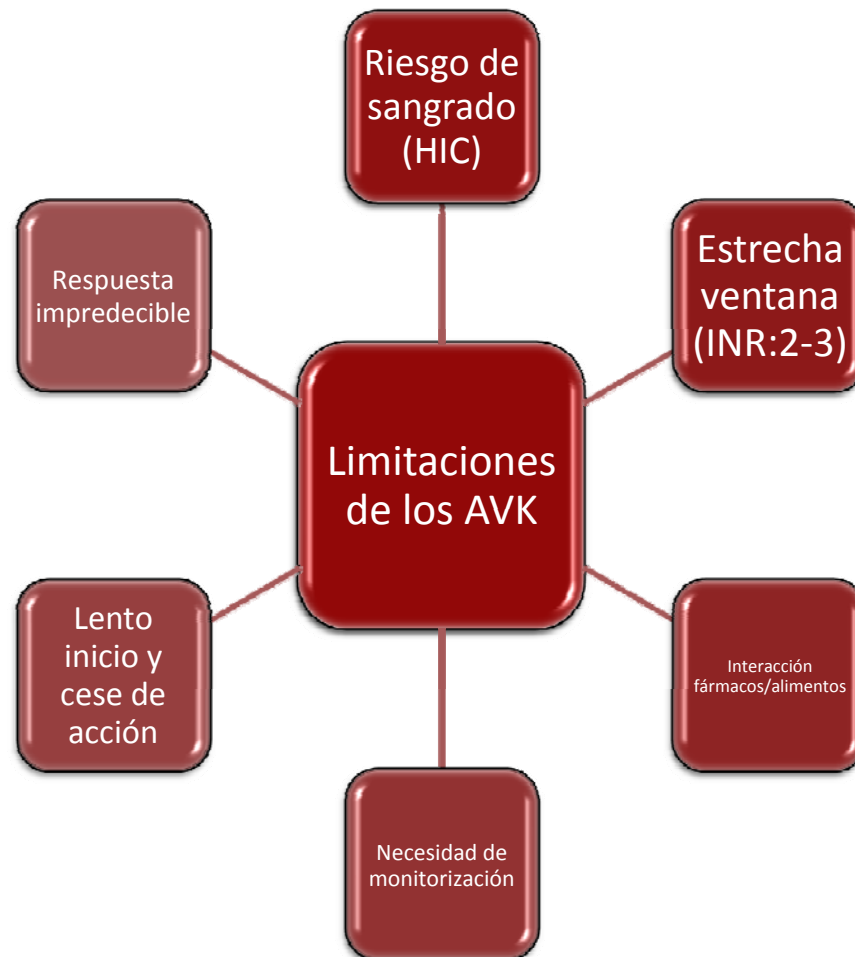 Riesgo de
sangrado
(HIC)
Estrecha
ventana
(INR:2-3)
Respuesta
impredecible
Limitaciones
de los AVK
Lento
inicio y
cese de
acción
Interacción
fármacos/alimentos
Necesidad de
monitorización